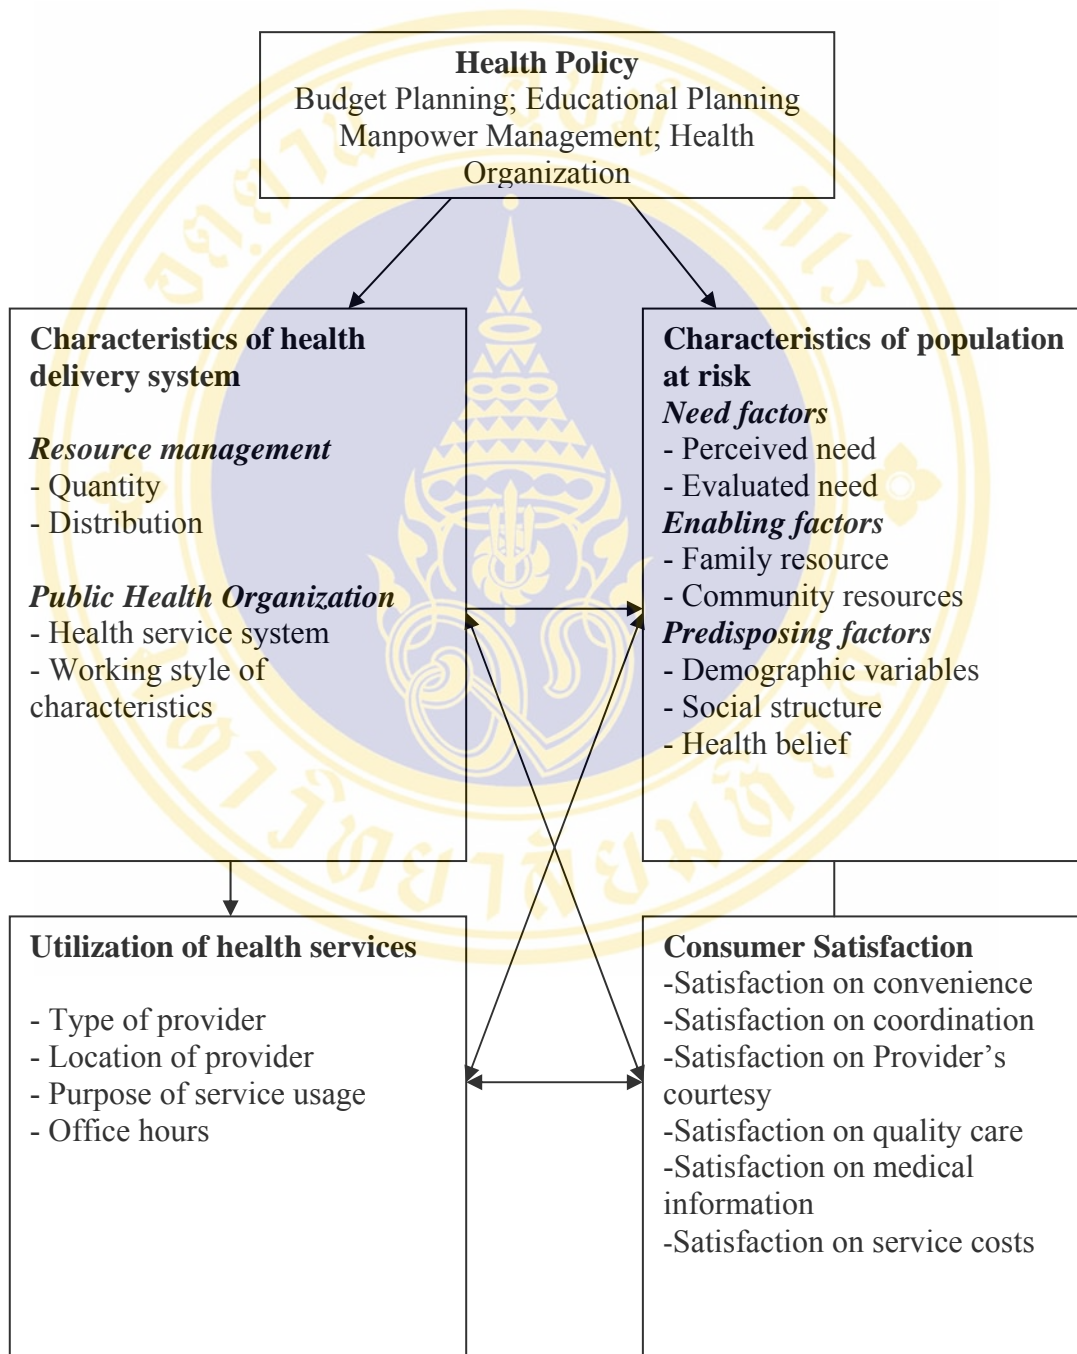 Health Policy
Budget Planning; Educational Planning
Manpower Management; Health
Organization
Characteristics of health
delivery system
Resource management
- Quantity
- Distribution
Public Health Organization
- Health service system
- Working style of
characteristics
Characteristics of population
at risk
Need factors
- Perceived need
- Evaluated need
Enabling factors
- Family resource
- Community resources
Predisposing factors
- Demographic variables
- Social structure
- Health belief
Utilization of health services
- Type of provider
- Location of provider
- Purpose of service usage
- Office hours
Consumer Satisfaction
-Satisfaction on convenience
-Satisfaction on coordination
-Satisfaction on Provider's
courtesy
-Satisfaction on quality care
-Satisfaction on medical
information
-Satisfaction on service costs